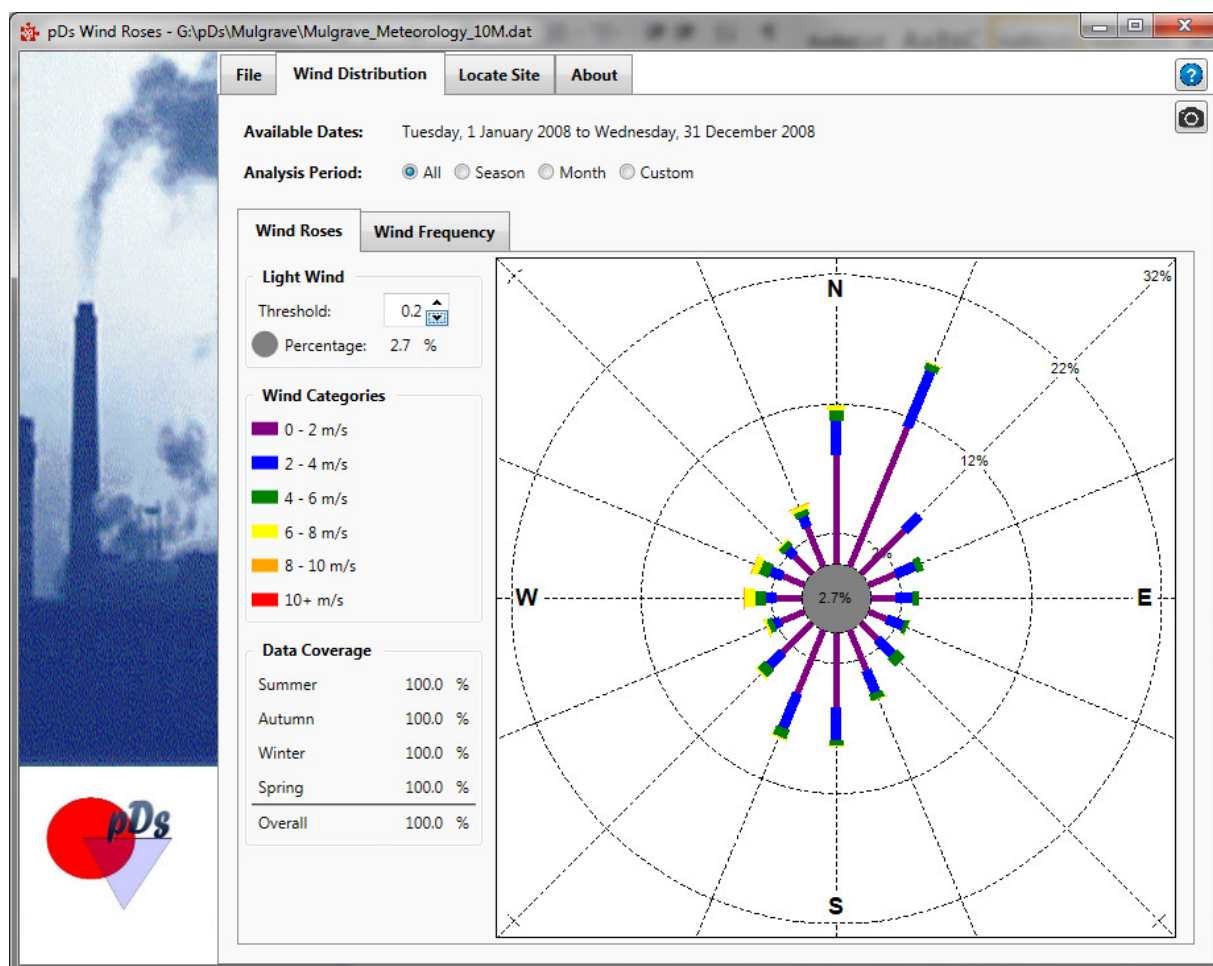 pDs Wind Roses - G:\pDs\Mulgrave\Mulgrave_Meteorology_10M.dat
File Wind Distribution Locate Site About
Available Dates: Tuesday, 1 January 2008 to Wednesday, 31 December 2008
Analysis Period: All Season Month Custom
Wind Roses Wind Frequency
Light Wind
Threshold: 0.2
Percentage: 2.7 %
Wind Categories
0 - 2 m/s
2 - 4 m/s
4 - 6 m/s
6 - 8 m/s
8 - 10 m/s
10+ m/s
Data Coverage
Summer 100.0 %
Autumn 100.0 %
Winter 100.0 %
Spring 100.0 %
Overall 100.0 %
pDs
32%
N
22%
12%
2.7%
W
E
S